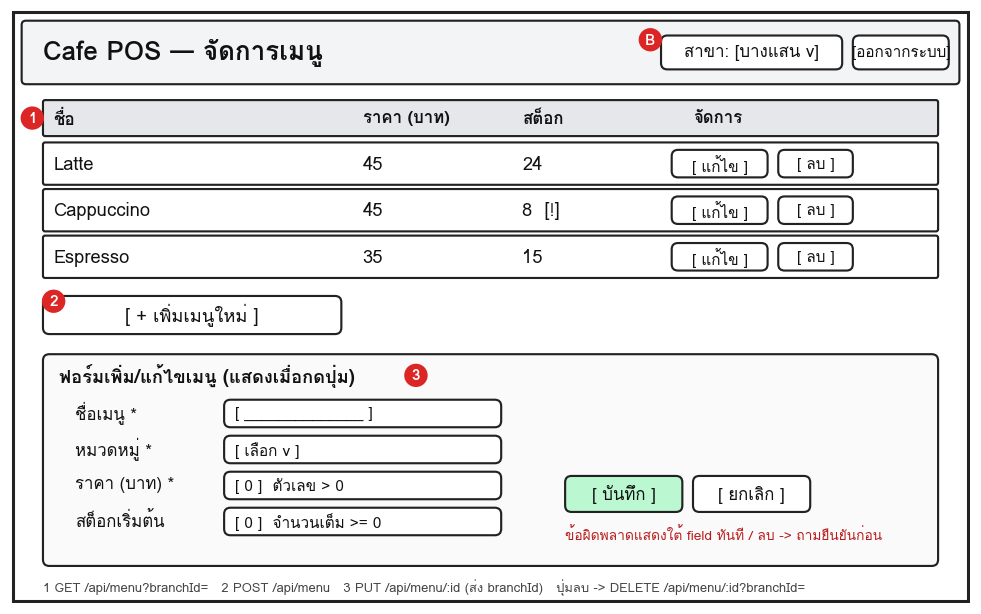 Cafe POS — จัดการเมนู
B สาขา: [บางแสน v] [ออกจากระบบ]
1 ชื่อ ราคา (บาท) สต็อก จัดการ
Latte 45 24 [ แก้ไข ] [ ลบ ]
Cappuccino 45 8 [!] [ แก้ไข ] [ ลบ ]
Espresso 35 15 [ แก้ไข ] [ ลบ ]
2 [ + เพิ่มเมนูใหม่ ]
ฟอร์มเพิ่ม/แก้ไขเมนู (แสดงเมื่อกดปุ่ม) 3
ชื่อเมนู * [ ______________ ]
หมวดหมู่ * [ เลือก v ]
ราคา (บาท) * [ 0 ] ตัวเลข > 0
[ บันทึก ] [ ยกเลิก ]
สต็อกเริ่มต้น [ 0 ] จำนวนเต็ม >= 0
ข้อผิดพลาดแสดงใต้ field ทันที / ลบ -> ถามยืนยันก่อน
1 GET /api/menu?branchId= 2 POST /api/menu 3 PUT /api/menu/:id (ส่ง branchId) ปุ่มลบ -> DELETE /api/menu/:id?branchId=